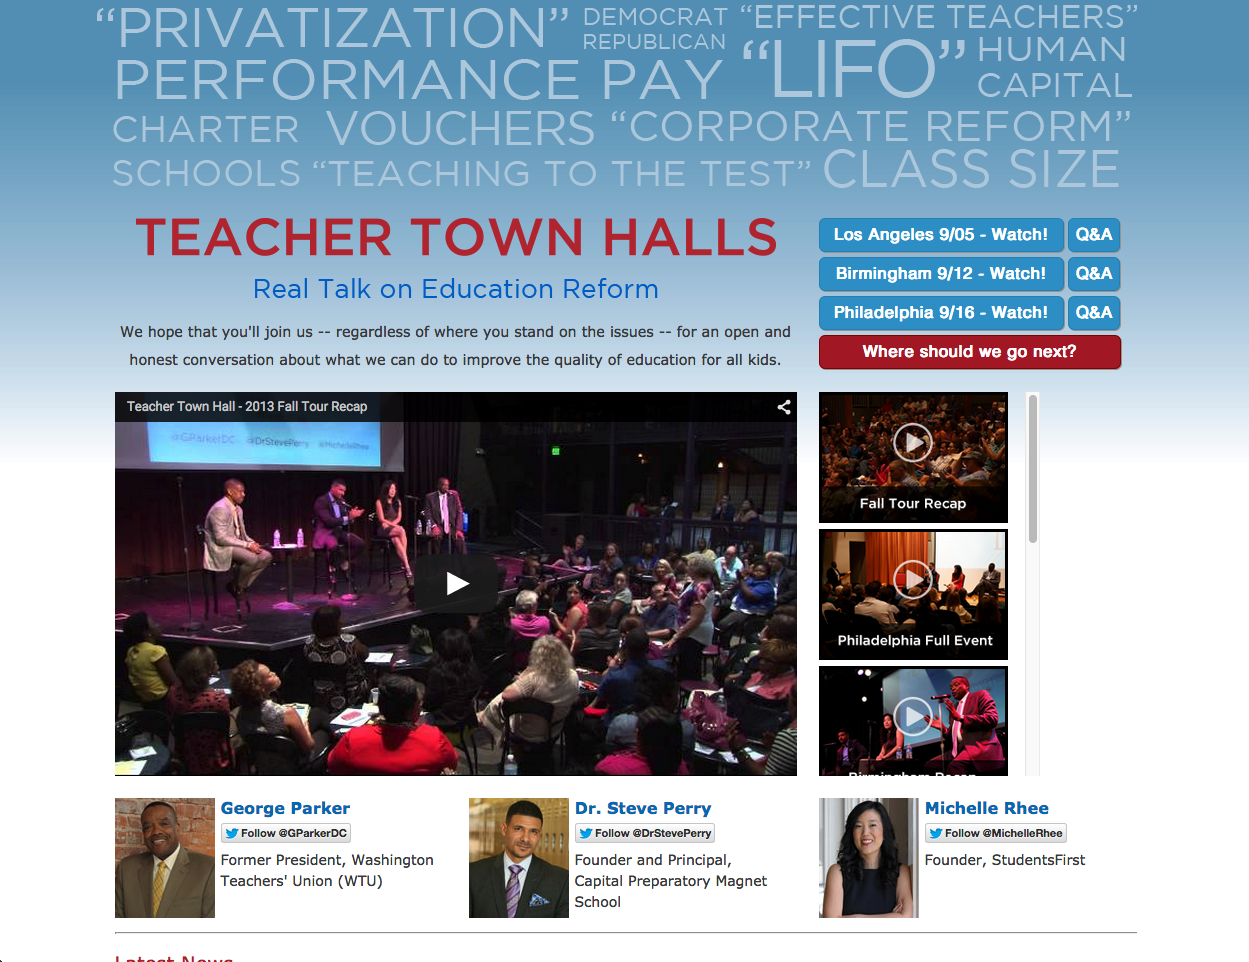 “PRIVATIZATION” DEMOCRAT “EFFECTIVE TEACHERS”
REPUBLICAN
PERFORMANCE PAY “LIFO” HUMAN
CAPITAL
CHARTER VOUCHERS “CORPORATE REFORM”
SCHOOLS “TEACHING TO THE TEST” CLASS SIZE
TEACHER TOWN HALLS
Real Talk on Education Reform
We hope that you'll join us -- regardless of where you stand on the issues -- for an open and
honest conversation about what we can do to improve the quality of education for all kids.
Los Angeles 9/05 - Watch! Q&A
Birmingham 9/12 - Watch! Q&A
Philadelphia 9/16 - Watch! Q&A
Where should we go next?
Teacher Town Hall - 2013 Fall Tour Recap
@GParkerDC @DrStevePerry @MichelleRhee
Fall Tour Recap
Philadelphia Full Event
Birmingham Recap
George Parker
Follow @GParkerDC
Former President, Washington
Teachers' Union (WTU)
Dr. Steve Perry
Follow @DrStevePerry
Founder and Principal,
Capital Preparatory Magnet
School
Michelle Rhee
Follow @MichelleRhee
Founder, StudentsFirst
Latest News